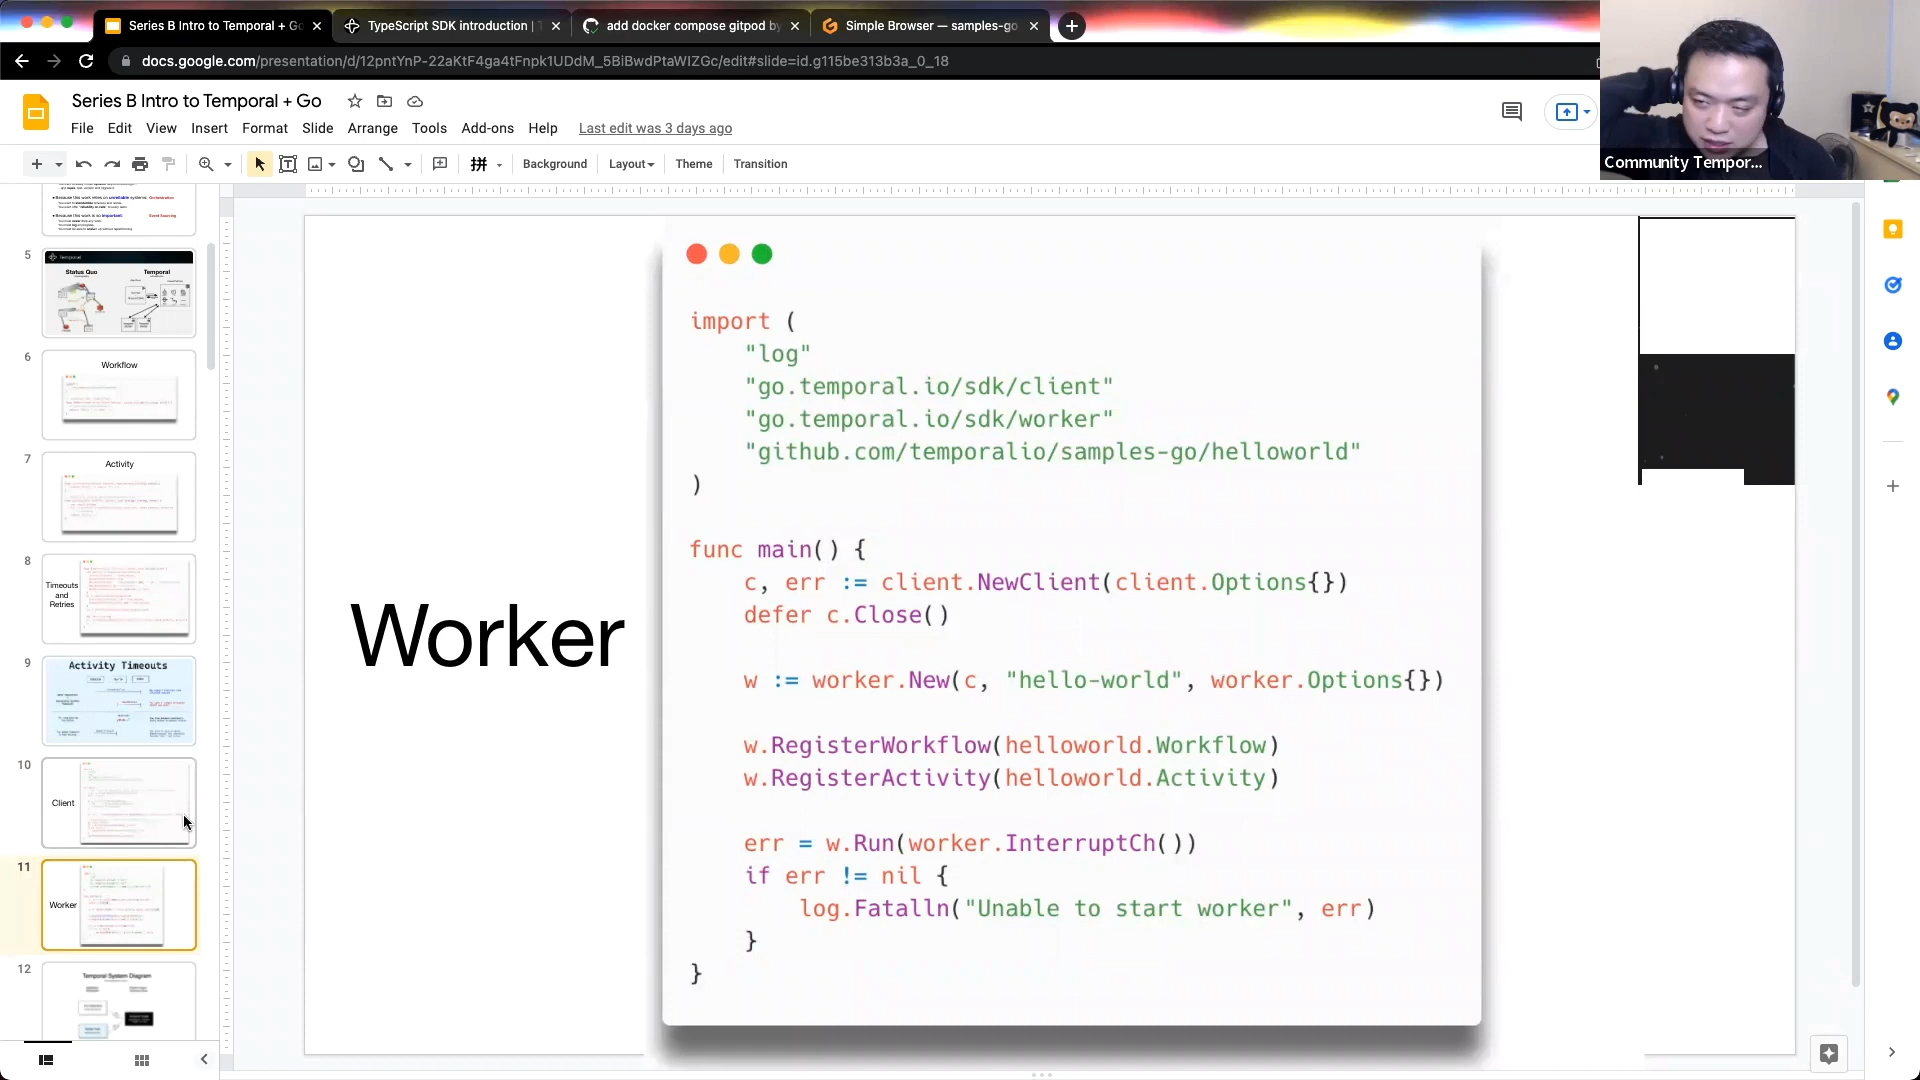 Series B Intro to Temporal + Go
TypeScript SDK introduction | T
add docker compose gitpod by
Simple Browser — samples-go
docs.google.com/presentation/d/12pntYnP-22aKtF4ga4tFnpk1UDdM_5BiBwdPtaWIZGc/edit#slide=id.g115be313b3a_0_18
Series B Intro to Temporal + Go
File Edit View Insert Format Slide Arrange Tools Add-ons Help Last edit was 3 days ago
Background Layout Theme Transition
Community Tempor...
5
Status Quo
Temporal
6
Workflow
7
Activity
8
Timeouts
and
Retries
9
Activity Timeouts
10
Client
11
Worker
12
Temporal System Diagram
Worker
import (
"log"
"go.temporal.io/sdk/client"
"go.temporal.io/sdk/worker"
"github.com/temporalio/samples-go/helloworld"
)
func main() {
c, err := client.NewClient(client.Options{})
defer c.Close()
w := worker.New(c, "hello-world", worker.Options{})
w.RegisterWorkflow(helloworld.Workflow)
w.RegisterActivity(helloworld.Activity)
err = w.Run(worker.InterruptCh())
if err != nil {
log.Fatalln("Unable to start worker", err)
}
}